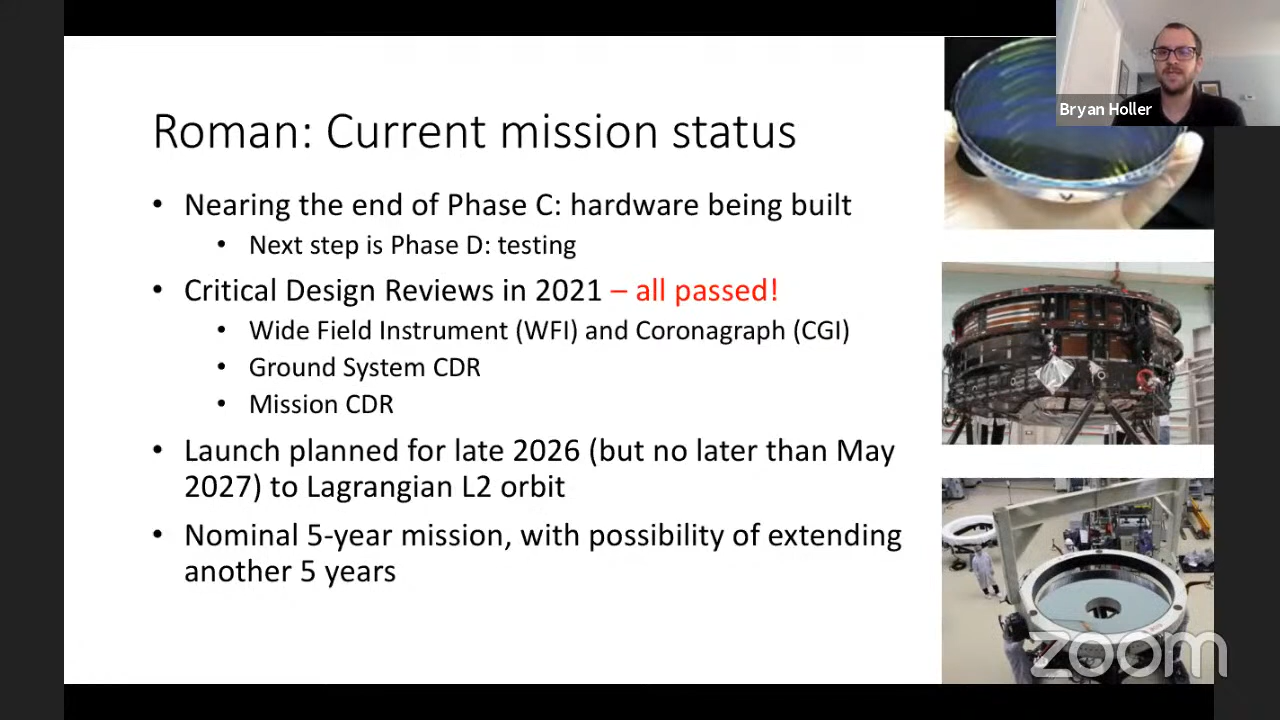 Bryan Holler
Roman: Current mission status
• Nearing the end of Phase C: hardware being built
• Next step is Phase D: testing
• Critical Design Reviews in 2021 – all passed!
• Wide Field Instrument (WFI) and Coronagraph (CGI)
• Ground System CDR
• Mission CDR
• Launch planned for late 2026 (but no later than May
2027) to Lagrangian L2 orbit
• Nominal 5-year mission, with possibility of extending
another 5 years
zoom